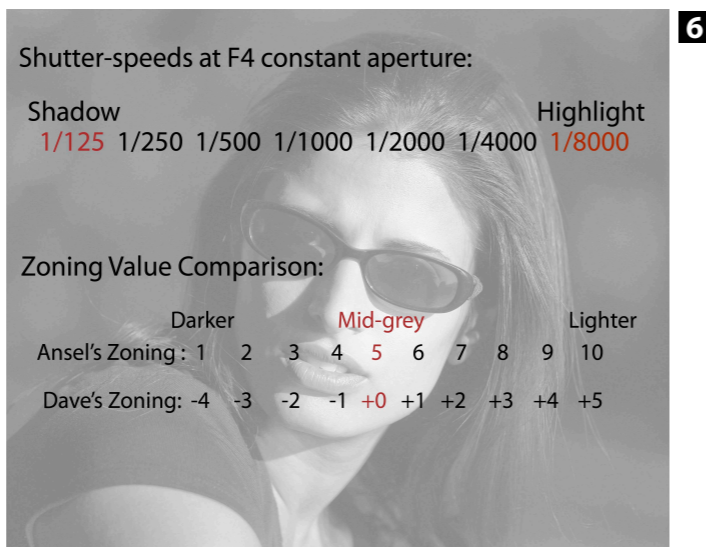 6
Shutter-speeds at F4 constant aperture:
Shadow Highlight
1/125 1/250 1/500 1/1000 1/2000 1/4000 1/8000
Zoning Value Comparison:
Darker Mid-grey Lighter
Ansel's Zoning : 1 2 3 4 5 6 7 8 9 10
Dave's Zoning: -4 -3 -2 -1 +0 +1 +2 +3 +4 +5